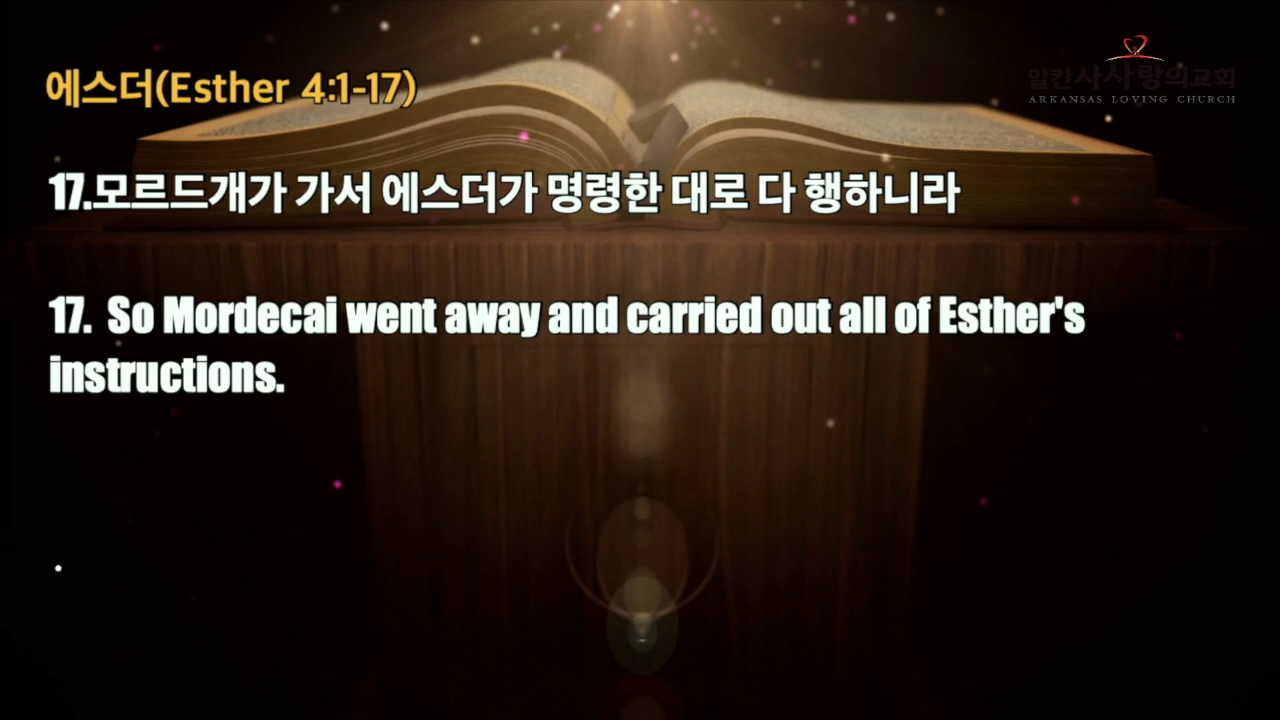 에스더(Esther 4:1-17)
알칸사사랑의교회
ARKANSAS LOVING CHURCH
17.모르드개가 가서 에스더가 명령한 대로 다 행하니라
17. So Mordecai went away and carried out all of Esther's
instructions.